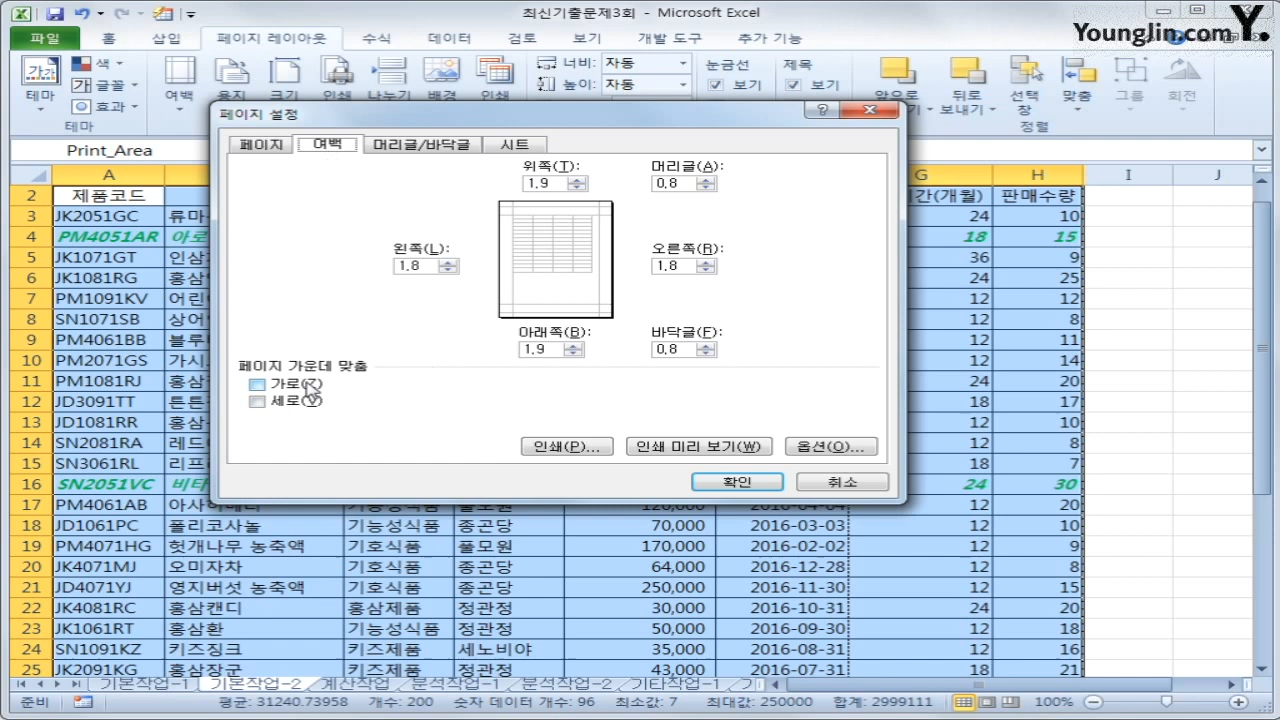 최신기출문제3회 - Microsoft Excel
Younglin.com Y.
파일 홈 삽입 페이지 레이아웃 수식 데이터 검토 보기 개발 도구 추가 기능
테마 색 글꼴 효과 여백 용지 크기 인쇄 나누기 배경 인쇄 너비: 자동 높이: 자동 눈금선 보기 제목 보기 앞으로 뒤로 보내기 선택 창 맞춤 그룹 회전
테마 정렬
Print_Area
페이지 설정
페이지 여백 머리글/바닥글 시트
위쪽(T): 머리글(A):
1.9 0.8
왼쪽(L): 오른쪽(R):
1.8 1.8
아래쪽(B): 바닥글(F):
1.9 0.8
페이지 가운데 맞춤
가로(Z)
세로(V)
인쇄(P)... 인쇄 미리 보기(W) 옵션(O)...
확인 취소
A G H I J
2 제품코드 간(개월) 판매수량
3 JK2051GC 류마 24 10
4 PM4051AR 아로 18 15
5 JK1071GT 인삼 36 9
6 JK1081RG 홍삼 24 25
7 PM1091KV 어린 12 12
8 SN1071SB 상어 12 8
9 PM4061BB 블루 12 11
10 PM2071GS 가시 12 14
11 PM1081RJ 홍삼 24 20
12 JD3091TT 튼튼 18 17
13 JD1081RR 홍삼 12 10
14 SN2081RA 레드 12 8
15 SN3061RL 리프 18 7
16 SN2051VC 비타 24 30
17 PM4061AB 12 20
18 JD1061PC 폴리코사놀 기능성식품 종곤당 70,000 2016-03-03 12 10
19 PM4071HG 헛개나무 농축액 기호식품 풀모원 170,000 2016-02-02 12 9
20 JK4071MJ 오미자차 기호식품 종곤당 64,000 2016-12-28 12 8
21 JD4071YJ 영지버섯 농축액 기호식품 종곤당 250,000 2016-11-30 12 15
22 JK4081RC 홍삼캔디 홍삼제품 정관정 30,000 2016-10-31 24 20
23 JK1061RT 홍삼환 기능성식품 정관정 50,000 2016-09-30 12 18
24 SN1091KZ 키즈징크 키즈제품 세노비야 35,000 2016-08-31 12 16
25 JK2091KG 홍삼장군 키즈제품 정관정 43,000 2016-07-31 18 21
기본작업-1 기본작업-2 계산작업 분석작업-1 분석작업-2 기타작업-1 기
준비 평균: 31240.73958 개수: 200 숫자 데이터 개수: 96 최소값: 7 최대값: 250000 합계: 2999111 100%